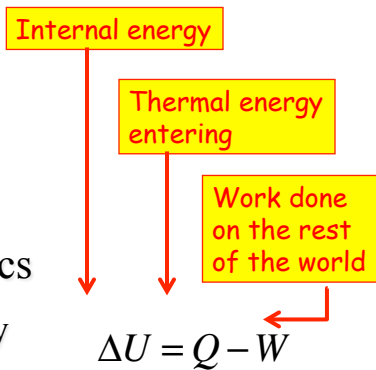 Internal energy
Thermal energy
entering
Work done
on the rest
of the world
cs
y
ΔU = Q – W